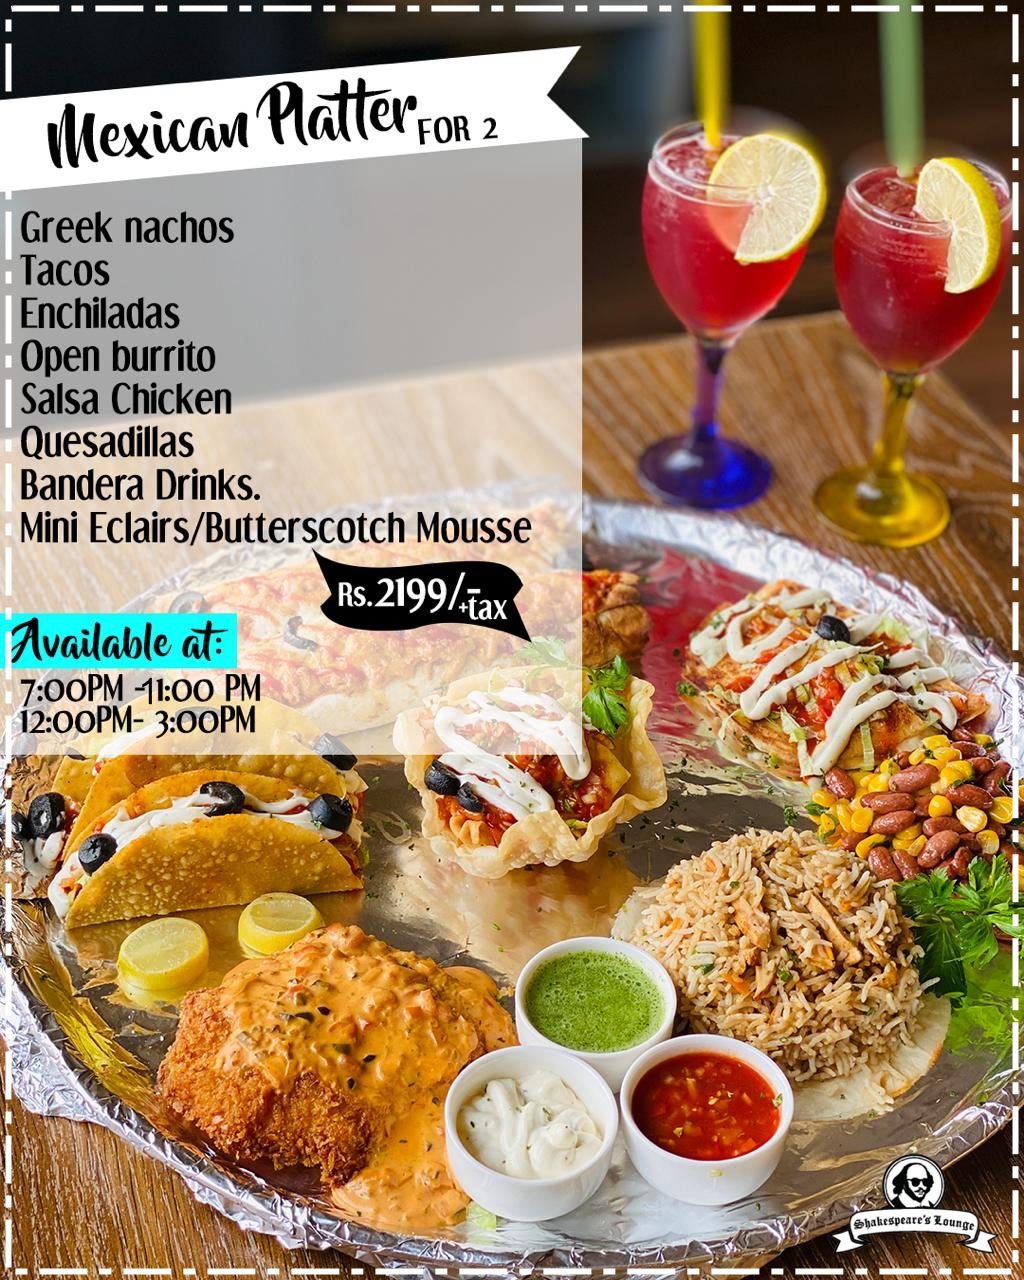 Mexican Platter FOR 2
Greek nachos
Tacos
Enchiladas
Open burrito
Salsa Chicken
Quesadillas
Bandera Drinks.
Mini Eclairs/Butterscotch Mousse
Rs.2199/-+tax
Available at:
7:00PM -11:00 PM
12:00PM- 3:00PM
Shakespeare's Lounge